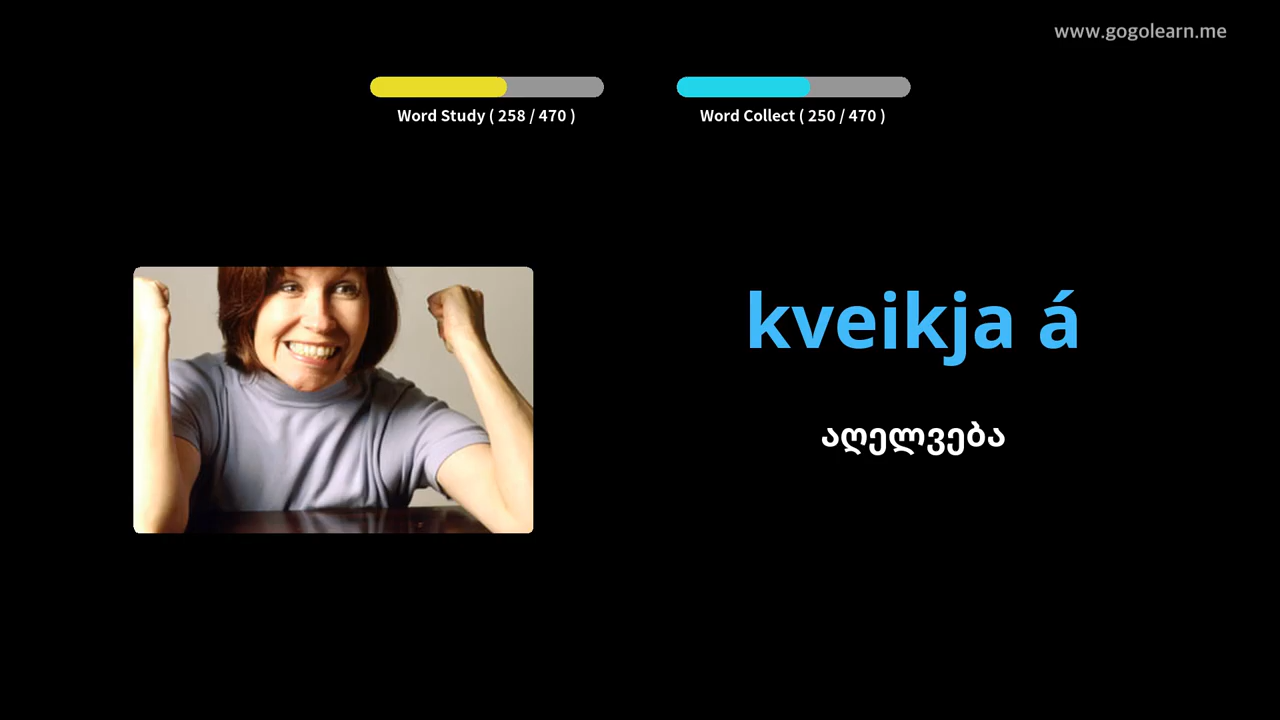 www.gogolearn.me
Word Study ( 258 / 470 )
Word Collect ( 250 / 470 )
kveikja á
აღელვება